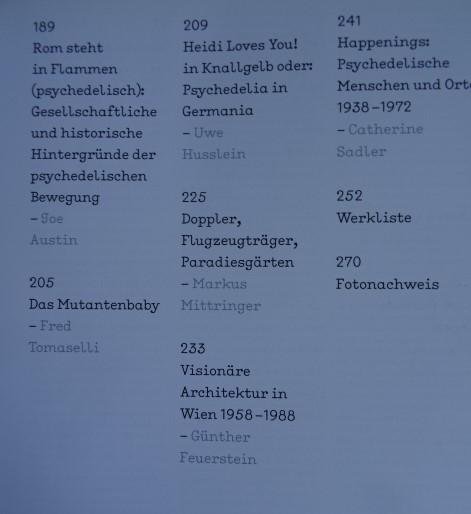 189
Rom steht
in Flammen
(psychedelisch):
Gesellschaftliche
und historische
Hintergründe der
psychedelischen
Bewegung
– Joe
Austin
205
Das Mutantenbaby
– Fred
Tomaselli
209
Heidi Loves You!
in Knallgelb oder:
Psychedelia in
Germania
– Uwe
Husslein
225
Doppler,
Flugzeugträger,
Paradiesgärten
– Markus
Mittringer
233
Visionäre
Architektur in
Wien 1958–1988
– Günther
Feuerstein
241
Happenings:
Psychedelische
Menschen und Orte
1938–1972
– Catherine
Sadler
252
Werkliste
270
Fotonachweis